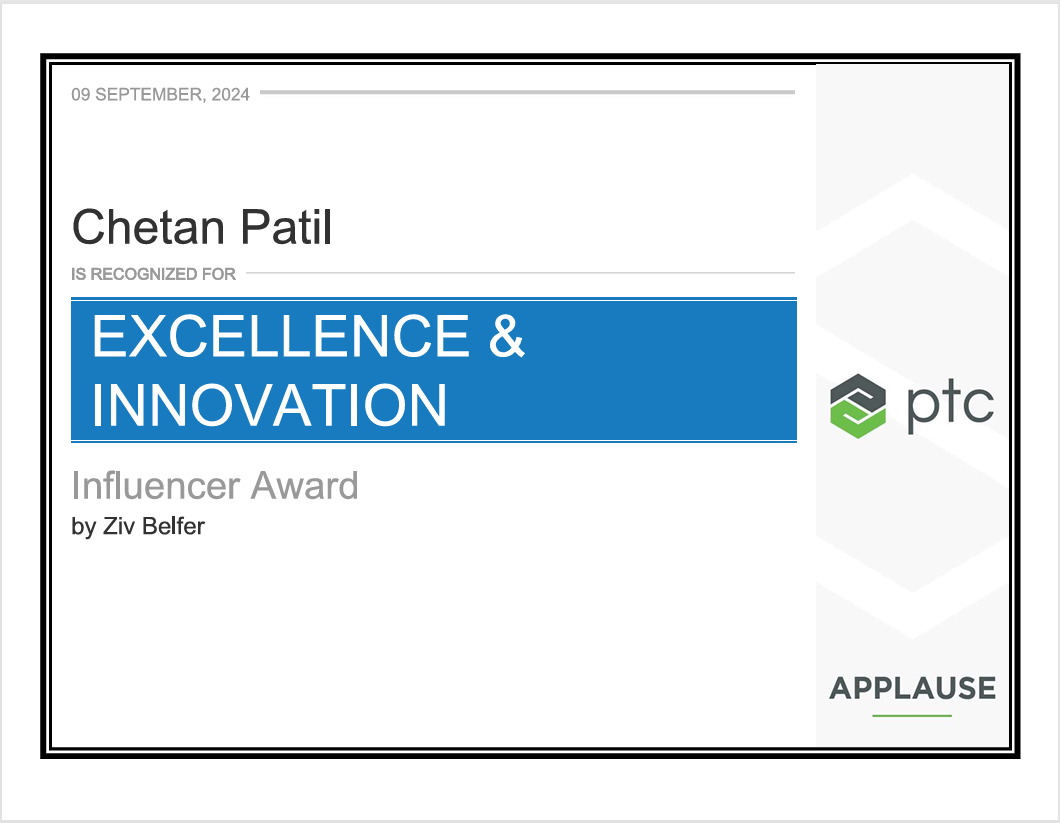 09 SEPTEMBER, 2024
Chetan Patil
IS RECOGNIZED FOR
EXCELLENCE &
INNOVATION
Influencer Award
by Ziv Belfer
ptc
APPLAUSE